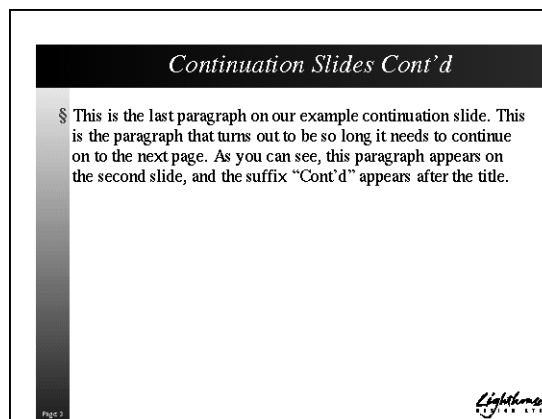 Continuation Slides Cont’d
§ This is the last paragraph on our example continuation slide. This
is the paragraph that turns out to be so long it needs to continue
on to the next page. As you can see, this paragraph appears on
the second slide, and the suffix “Cont’d” appears after the title.
Page 3
Lighthouse
DESIGN LTD